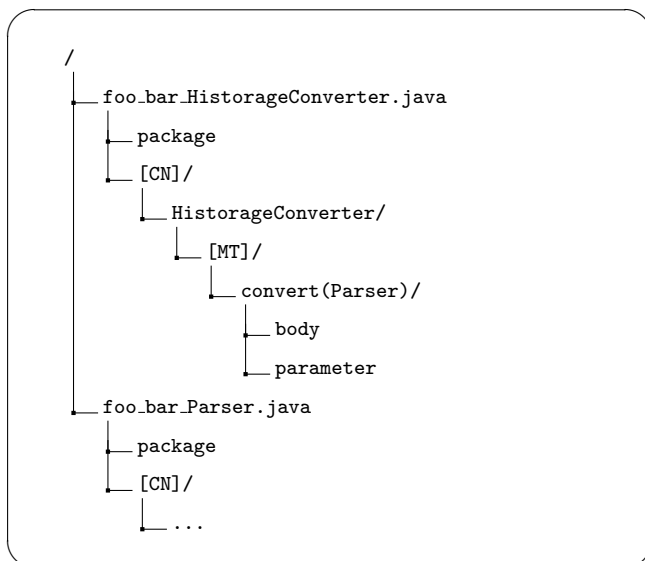 /
foo_bar_HistorageConverter.java
package
[CN]/
HistorageConverter/
[MT]/
convert(Parser)/
body
parameter
foo_bar_Parser.java
package
[CN]/
...